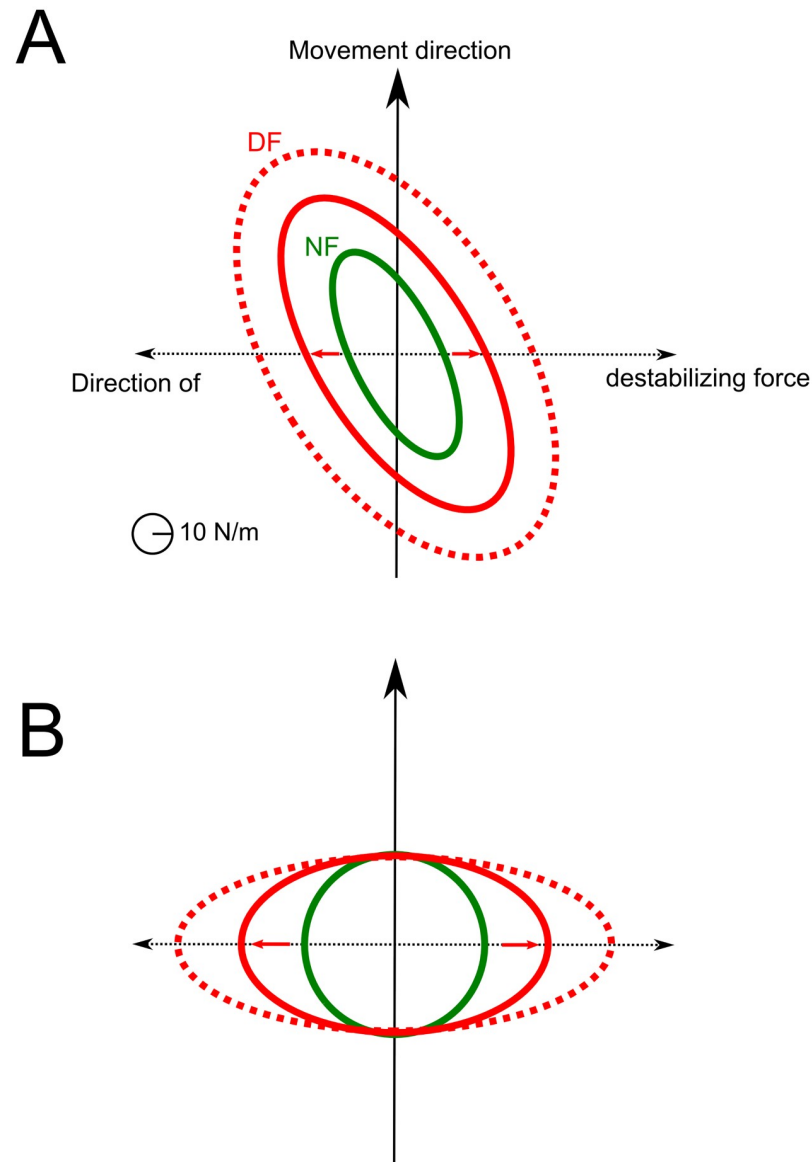 A
Movement direction
DF
NF
Direction of
destabilizing force
10 N/m
B